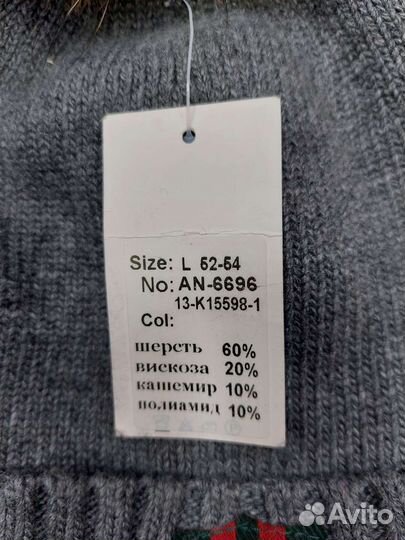 Size: L 52-54
No: AN-6696
13-K15598-1
Col:
шерсть 60%
вискоза 20%
кашемир 10%
полиамид 10%
Avito